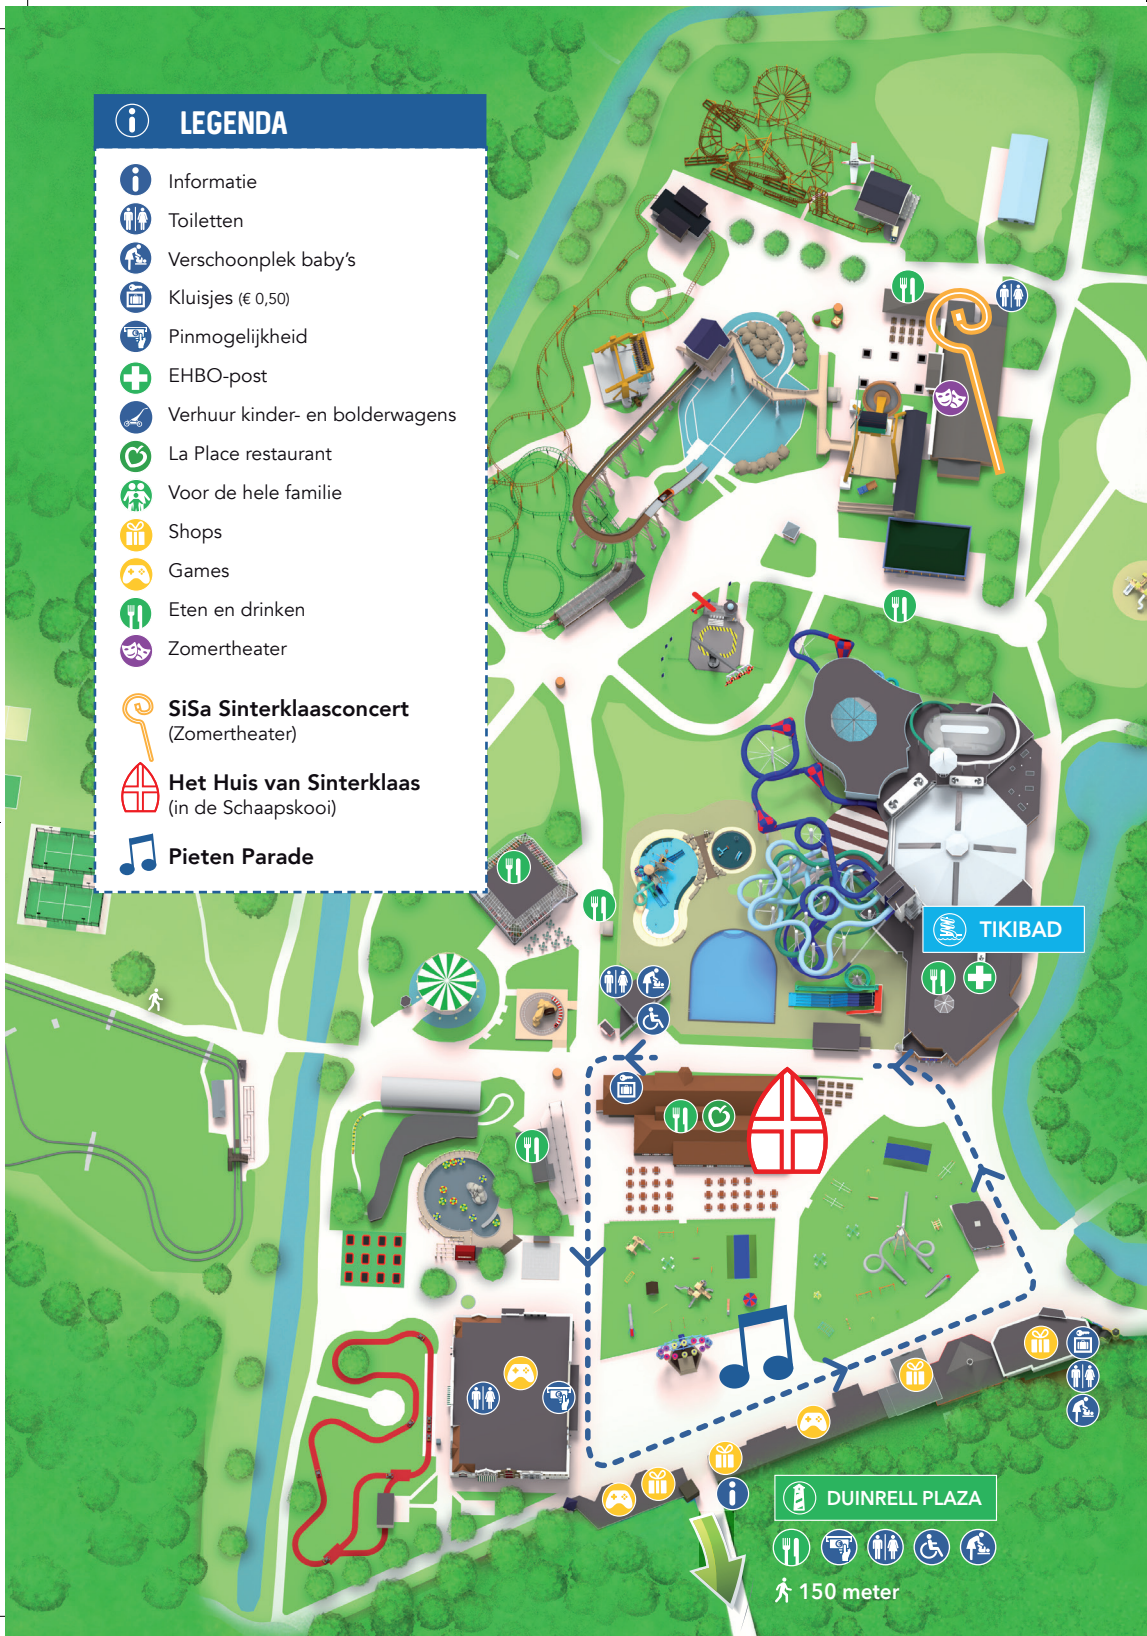 LEGENDA
Informatie
Toiletten
Verschoonplek baby's
Kluisjes (€ 0,50)
Pinmogelijkheid
EHBO-post
Verhuur kinder- en bolderwagens
La Place restaurant
Voor de hele familie
Shops
Games
Eten en drinken
Zomertheater
SiSa Sinterklaasconcert
(Zomertheater)
Het Huis van Sinterklaas
(in de Schaapskooi)
Pieten Parade
TIKIBAD
DUINRELL PLAZA
150 meter